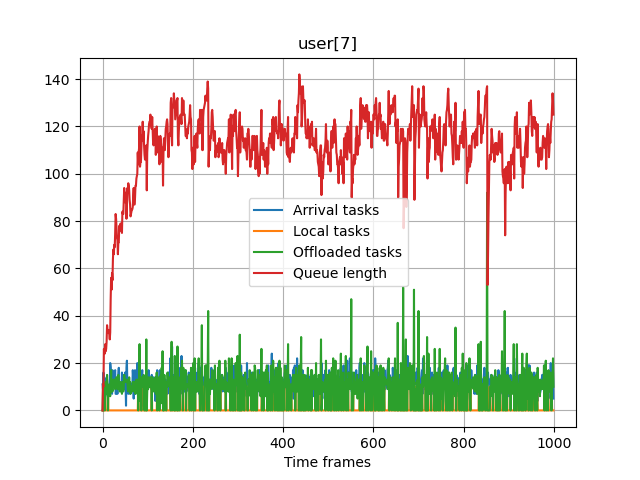 user[7]
140
120
100
80
60
40
20
0
Arrival tasks
Local tasks
Offloaded tasks
Queue length
0 200 400 600 800 1000
Time frames